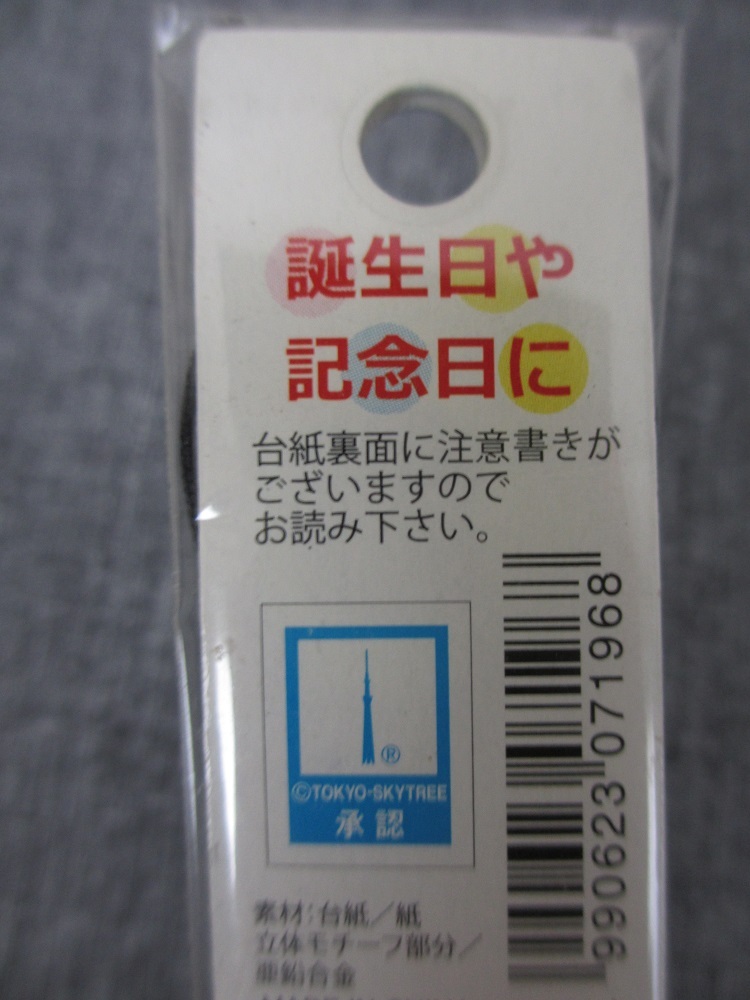 誕生日や
記念日に
台紙裏面に注意書きが
ございますので
お読み下さい。
®
©TOKYO-SKYTREE
承認
素材:台紙/紙
立体モチーフ部分/
亜鉛合金
990623 071968